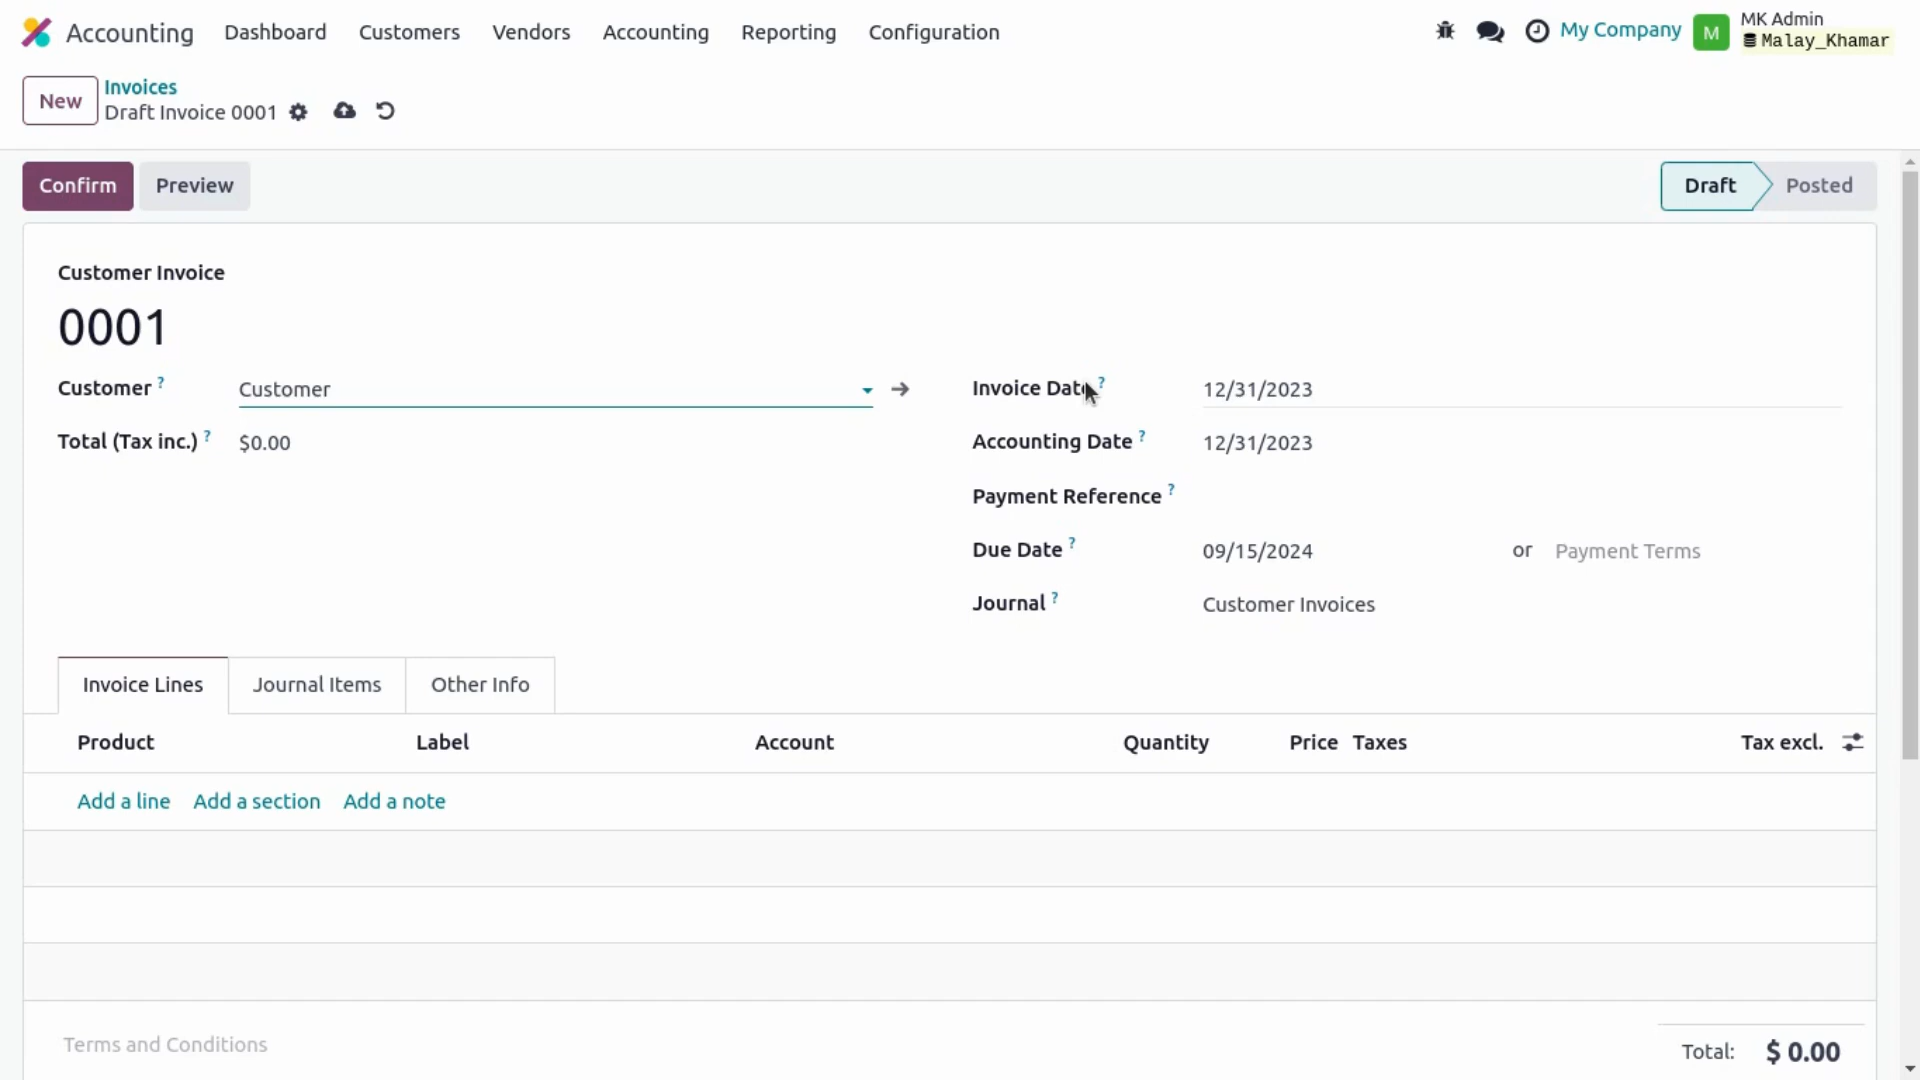 Accounting Dashboard Customers Vendors Accounting Reporting Configuration My Company M MK Admin
Malay_Khamar
New Invoices
Draft Invoice 0001
Confirm Preview Draft Posted
Customer Invoice
0001
Customer ? Customer Invoice Date ? 12/31/2023
Total (Tax inc.) ? $0.00 Accounting Date ? 12/31/2023
Payment Reference ?
Due Date ? 09/15/2024 or Payment Terms
Journal ? Customer Invoices
Invoice Lines Journal Items Other Info
Product Label Account Quantity Price Taxes Tax excl.
Add a line Add a section Add a note
Terms and Conditions Total: $ 0.00